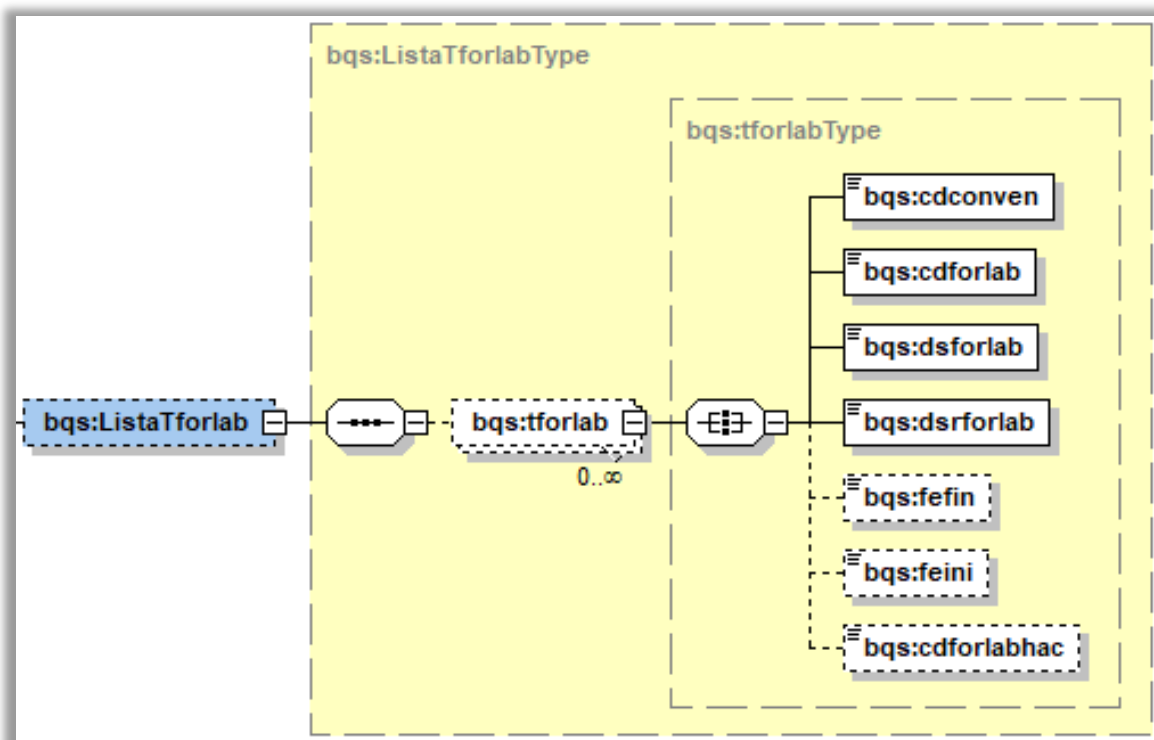 bqs:ListaTforlabType
bqs:tforlabType
bqs:cdconven
bqs:cdforlab
bqs:dsforlab
bqs:ListaTforlab
bqs:tforlab
0..∞
bqs:dsrforlab
bqs:fefin
bqs:feini
bqs:cdforlabhac